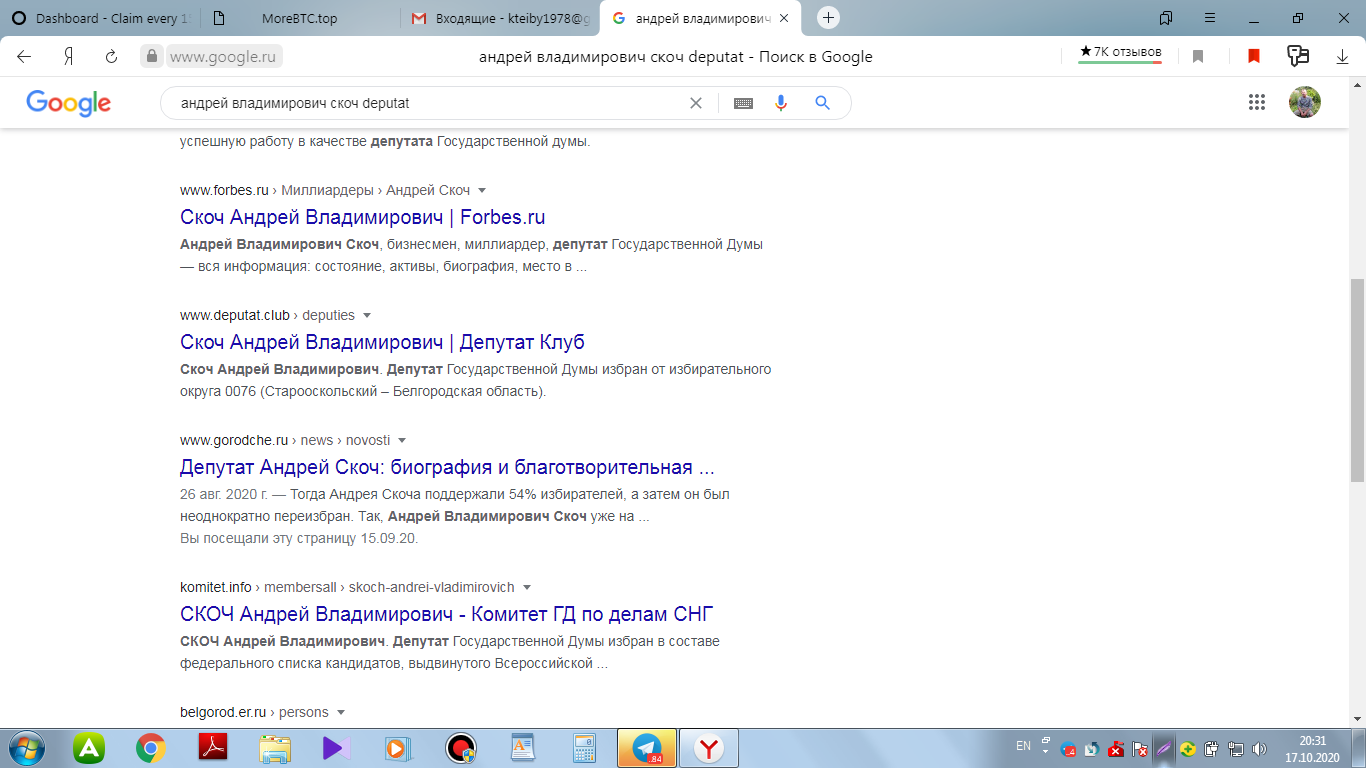 Dashboard - Claim every 1
MoreBTC.top
Входящие - kteiby1978@g
андрей владимирович
Я
www.google.ru
андрей владимирович скоч deputat - Поиск в Google
★7K отзывов
Google
андрей владимирович скоч deputat
успешную работу в качестве депутата Государственной думы.
www.forbes.ru › Миллиардеры › Андрей Скоч
Скоч Андрей Владимирович | Forbes.ru
Андрей Владимирович Скоч, бизнесмен, миллиардер, депутат Государственной Думы
— вся информация: состояние, активы, биография, место в ...
www.deputat.club › deputies
Скоч Андрей Владимирович | Депутат Клуб
Скоч Андрей Владимирович. Депутат Государственной Думы избран от избирательного
округа 0076 (Старооскольский – Белгородская область).
www.gorodche.ru › news › novosti
Депутат Андрей Скоч: биография и благотворительная ...
26 авг. 2020 г. — Тогда Андрея Скоча поддержали 54% избирателей, а затем он был
неоднократно переизбран. Так, Андрей Владимирович Скоч уже на ...
Вы посещали эту страницу 15.09.20.
komitet.info › membersall › skoch-andrei-vladimirovich
СКОЧ Андрей Владимирович - Комитет ГД по делам СНГ
СКОЧ Андрей Владимирович. Депутат Государственной Думы избран в составе
федерального списка кандидатов, выдвинутого Всероссийской ...
belgorod.er.ru › persons
84
EN
20:31
17.10.2020